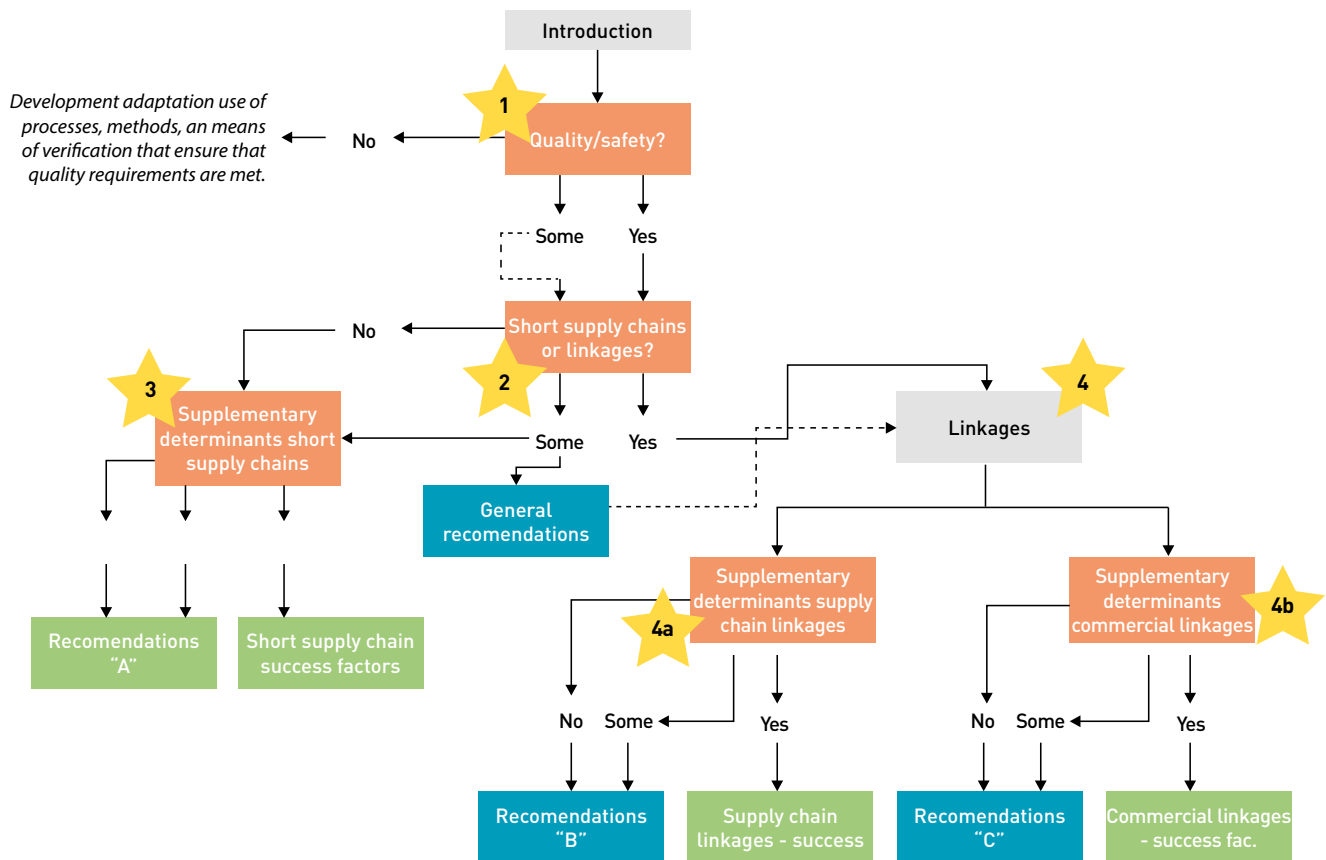 Introduction
1
Development adaptation use of
processes, methods, an means
of verification that ensure that
quality requirements are met.
No
Quality/safety?
Some
Yes
No
Short supply chains
or linkages?
2
3
4
Supplementary
determinants short
supply chains
Some
Yes
Linkages
General
recomendations
Supplementary
determinants supply
chain linkages
4a
Supplementary
determinants
commercial linkages
4b
Recomendations
"A"
Short supply chain
success factors
No
Some
Yes
No
Some
Yes
Recomendations
"B"
Supply chain
linkages - success
Recomendations
"C"
Commercial linkages
- success fac.